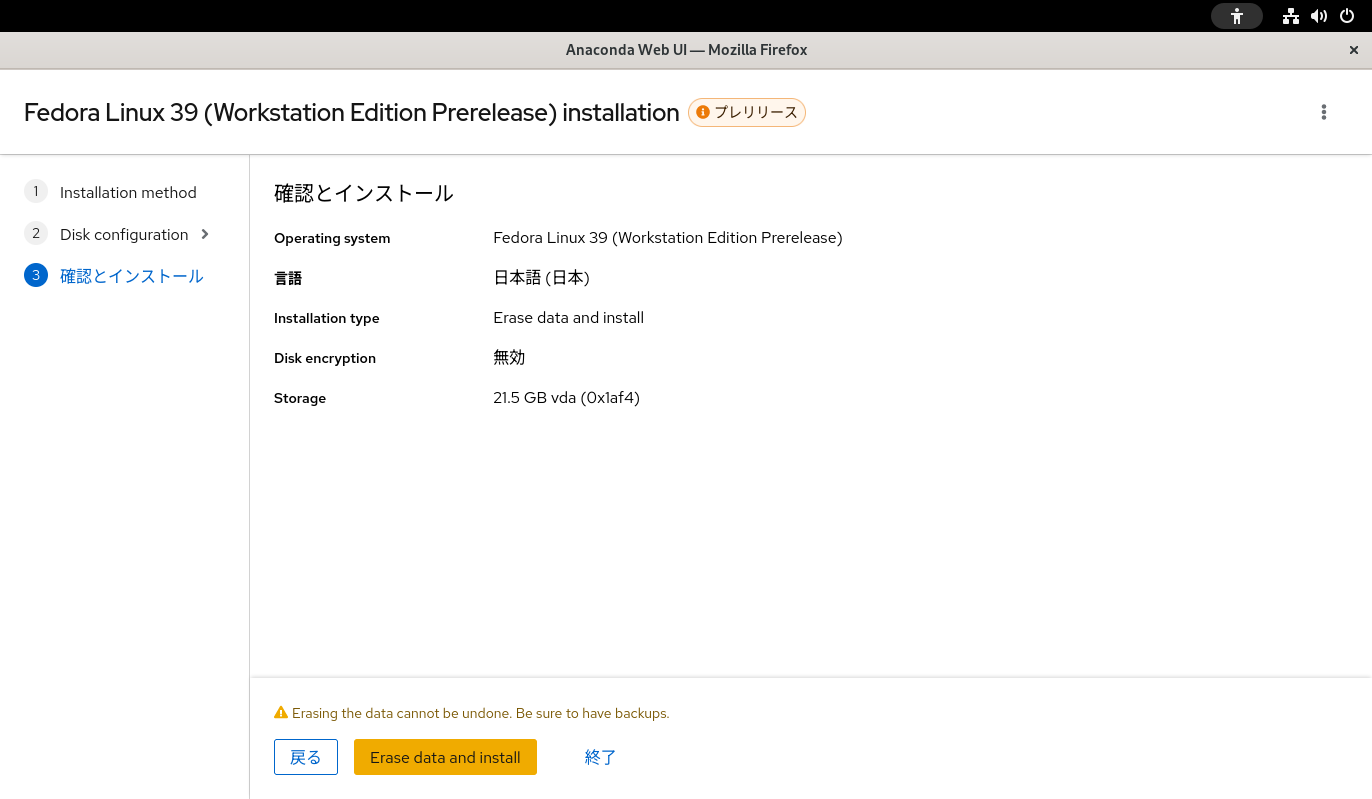 Anaconda Web UI — Mozilla Firefox
Fedora Linux 39 (Workstation Edition Prerelease) installation プレリリース
1 Installation method
2 Disk configuration
3 確認とインストール
確認とインストール
Operating system Fedora Linux 39 (Workstation Edition Prerelease)
言語 日本語 (日本)
Installation type Erase data and install
Disk encryption 無効
Storage 21.5 GB vda (0x1af4)
Erasing the data cannot be undone. Be sure to have backups.
戻る Erase data and install 終了